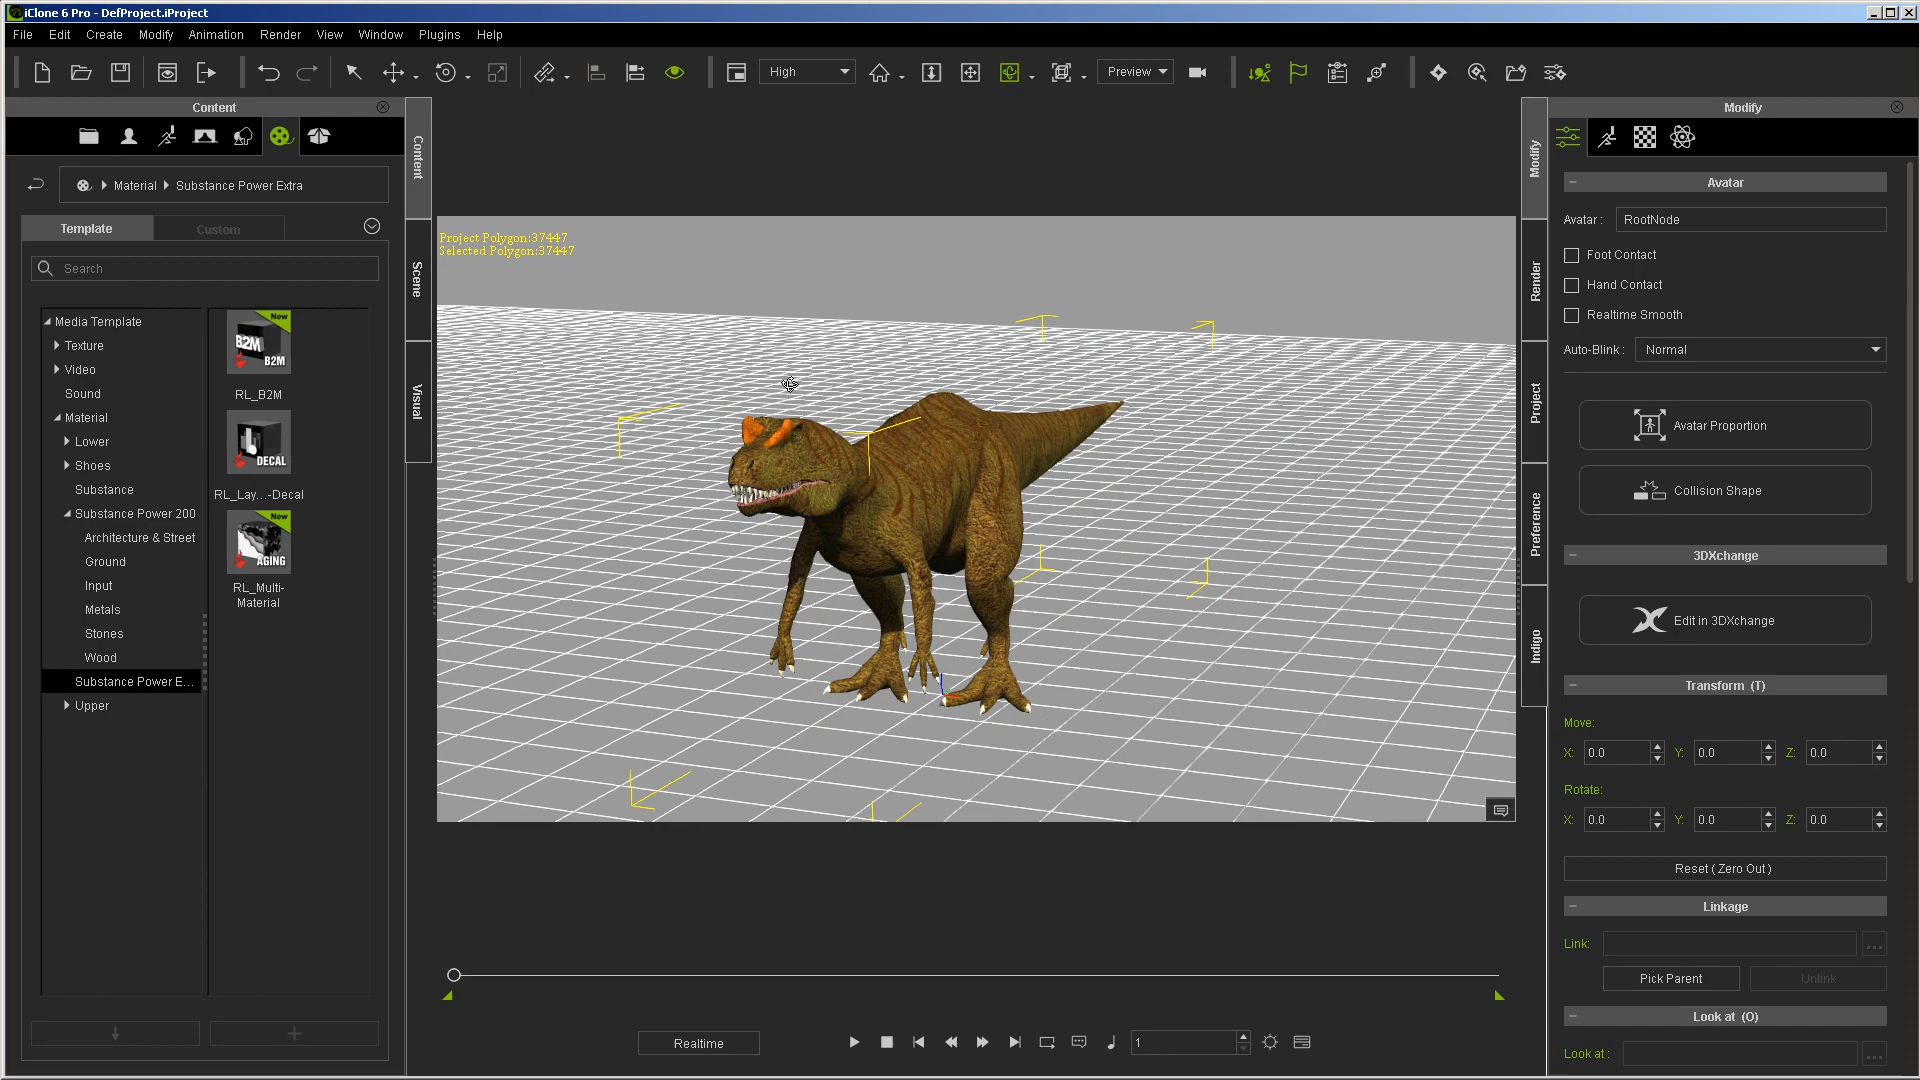 iClone 6 Pro - DefProject.iProject
File Edit Create Modify Animation Render View Window Plugins Help
High
Preview
Content
Material Substance Power Extra
Template Custom
Search
Media Template
Texture
Video
Sound
Material
Lower
Shoes
Substance
Substance Power 200
Architecture & Street
Ground
Input
Metals
Stones
Wood
Substance Power E...
Upper
New
B2M
B2M
RL_B2M
DECAL
RL_Lay...-Decal
New
AGING
RL_Multi-
Material
Content
Scene
Visual
Project Polygon:37447
Selected Polygon:37447
Realtime
1
Modify
Render
Project
Preference
Indigo
Modify
Avatar
Avatar : RootNode
Foot Contact
Hand Contact
Realtime Smooth
Auto-Blink : Normal
Avatar Proportion
Collision Shape
3DXchange
Edit in 3DXchange
Transform (T)
Move:
X: 0.0 Y: 0.0 Z: 0.0
Rotate:
X: 0.0 Y: 0.0 Z: 0.0
Reset ( Zero Out )
Linkage
Link: ...
Pick Parent Unlink
Look at (O)
Look at : ...